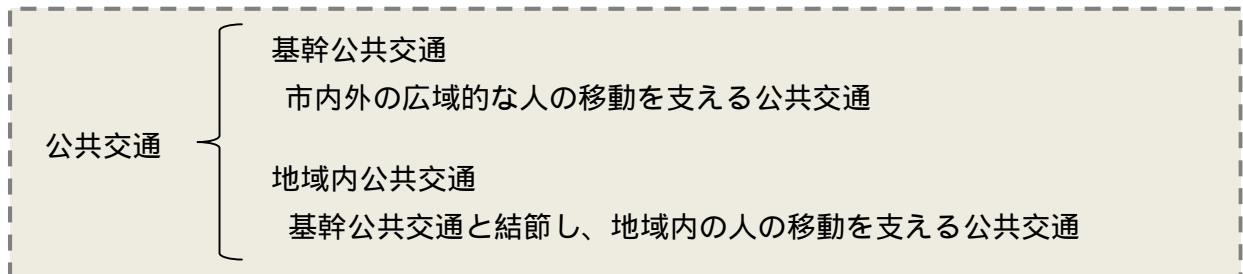 基幹公共交通
市内外の広域的な人の移動を支える公共交通
公共交通
地域内公共交通
基幹公共交通と結節し、地域内の人の移動を支える公共交通